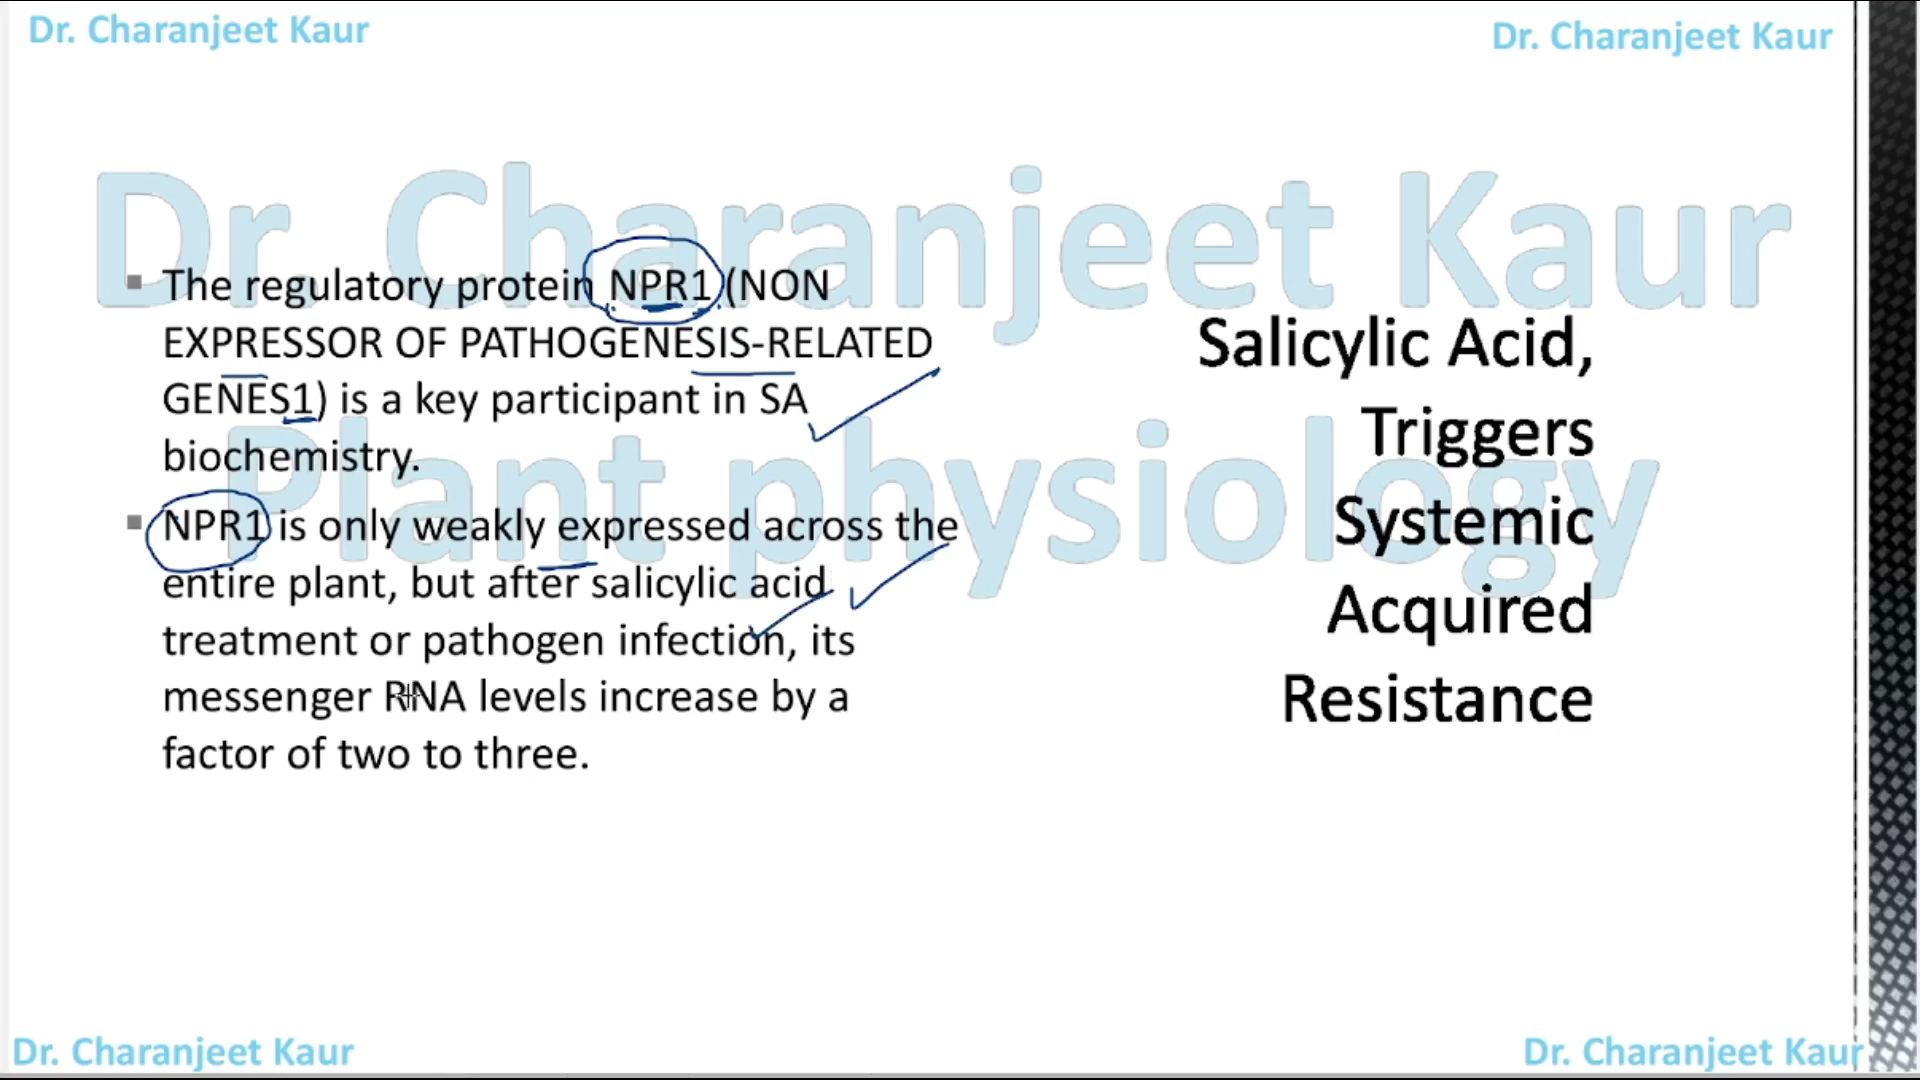 Dr. Charanjeet Kaur
Dr. Charanjeet Kaur
Dr. Charanjeet Kaur
Plant physiology
The regulatory protein NPR1 (NON
EXPRESSOR OF PATHOGENESIS-RELATED
GENES1) is a key participant in SA
biochemistry.
NPR1 is only weakly expressed across the
entire plant, but after salicylic acid
treatment or pathogen infection, its
messenger RNA levels increase by a
factor of two to three.
Salicylic Acid,
Triggers
Systemic
Acquired
Resistance
Dr. Charanjeet Kaur
Dr. Charanjeet Kaur